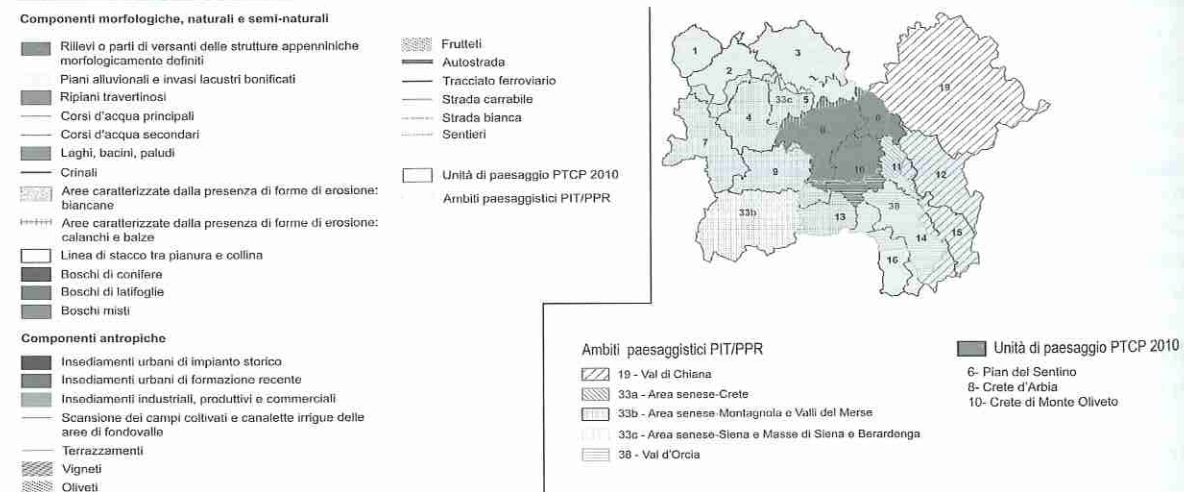 Componenti morfologiche, naturali e semi-naturali
Rilievi o parti di versanti delle strutture appenniniche
morfologicamente definiti
Piani alluvionali e invasi lacustri bonificati
Ripiani travertinosi
Corsi d'acqua principali
Corsi d'acqua secondari
Laghi, bacini, paludi
Crinali
Aree caratterizzate dalla presenza di forme di erosione:
biancane
Aree caratterizzate dalla presenza di forme di erosione:
calanchi e balze
Linea di stacco tra pianura e collina
Boschi di conifere
Boschi di latifoglie
Boschi misti
Componenti antropiche
Insediamenti urbani di impianto storico
Insediamenti urbani di formazione recente
Insediamenti industriali, produttivi e commerciali
Scansione dei campi coltivati e canalette irrigue delle
aree di fondovalle
Terrazzamenti
Vigneti
Oliveti
Frutteti
Autostrada
Tracciato ferroviario
Strada carrabile
Strada bianca
Sentieri
Unità di paesaggio PTCP 2010
Ambiti paesaggistici PIT/PPR
1
2
3
19
33c
5
4
6
8
7
9
10
11
12
33b
13
38
14
15
16
Ambiti paesaggistici PIT/PPR
19 - Val di Chiana
33a - Area senese-Crete
33b - Area senese-Montagnola e Valli del Merse
33c - Area senese-Siena e Masse di Siena e Berardenga
38 - Val d'Orcia
Unità di paesaggio PTCP 2010
6- Pian del Sentino
8- Crete d'Arbia
10- Crete di Monte Oliveto